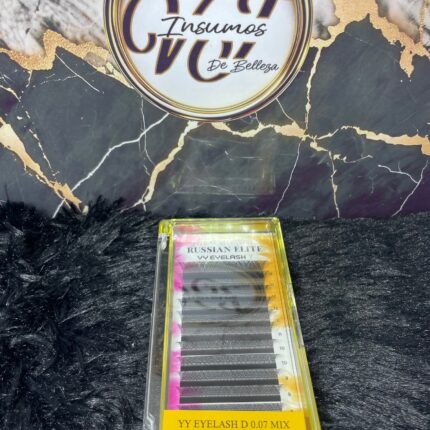 Insumos
De Belleza
RUSSIAN ELITE
YY EYELASH
YY EYELASH D 0.07 MIX